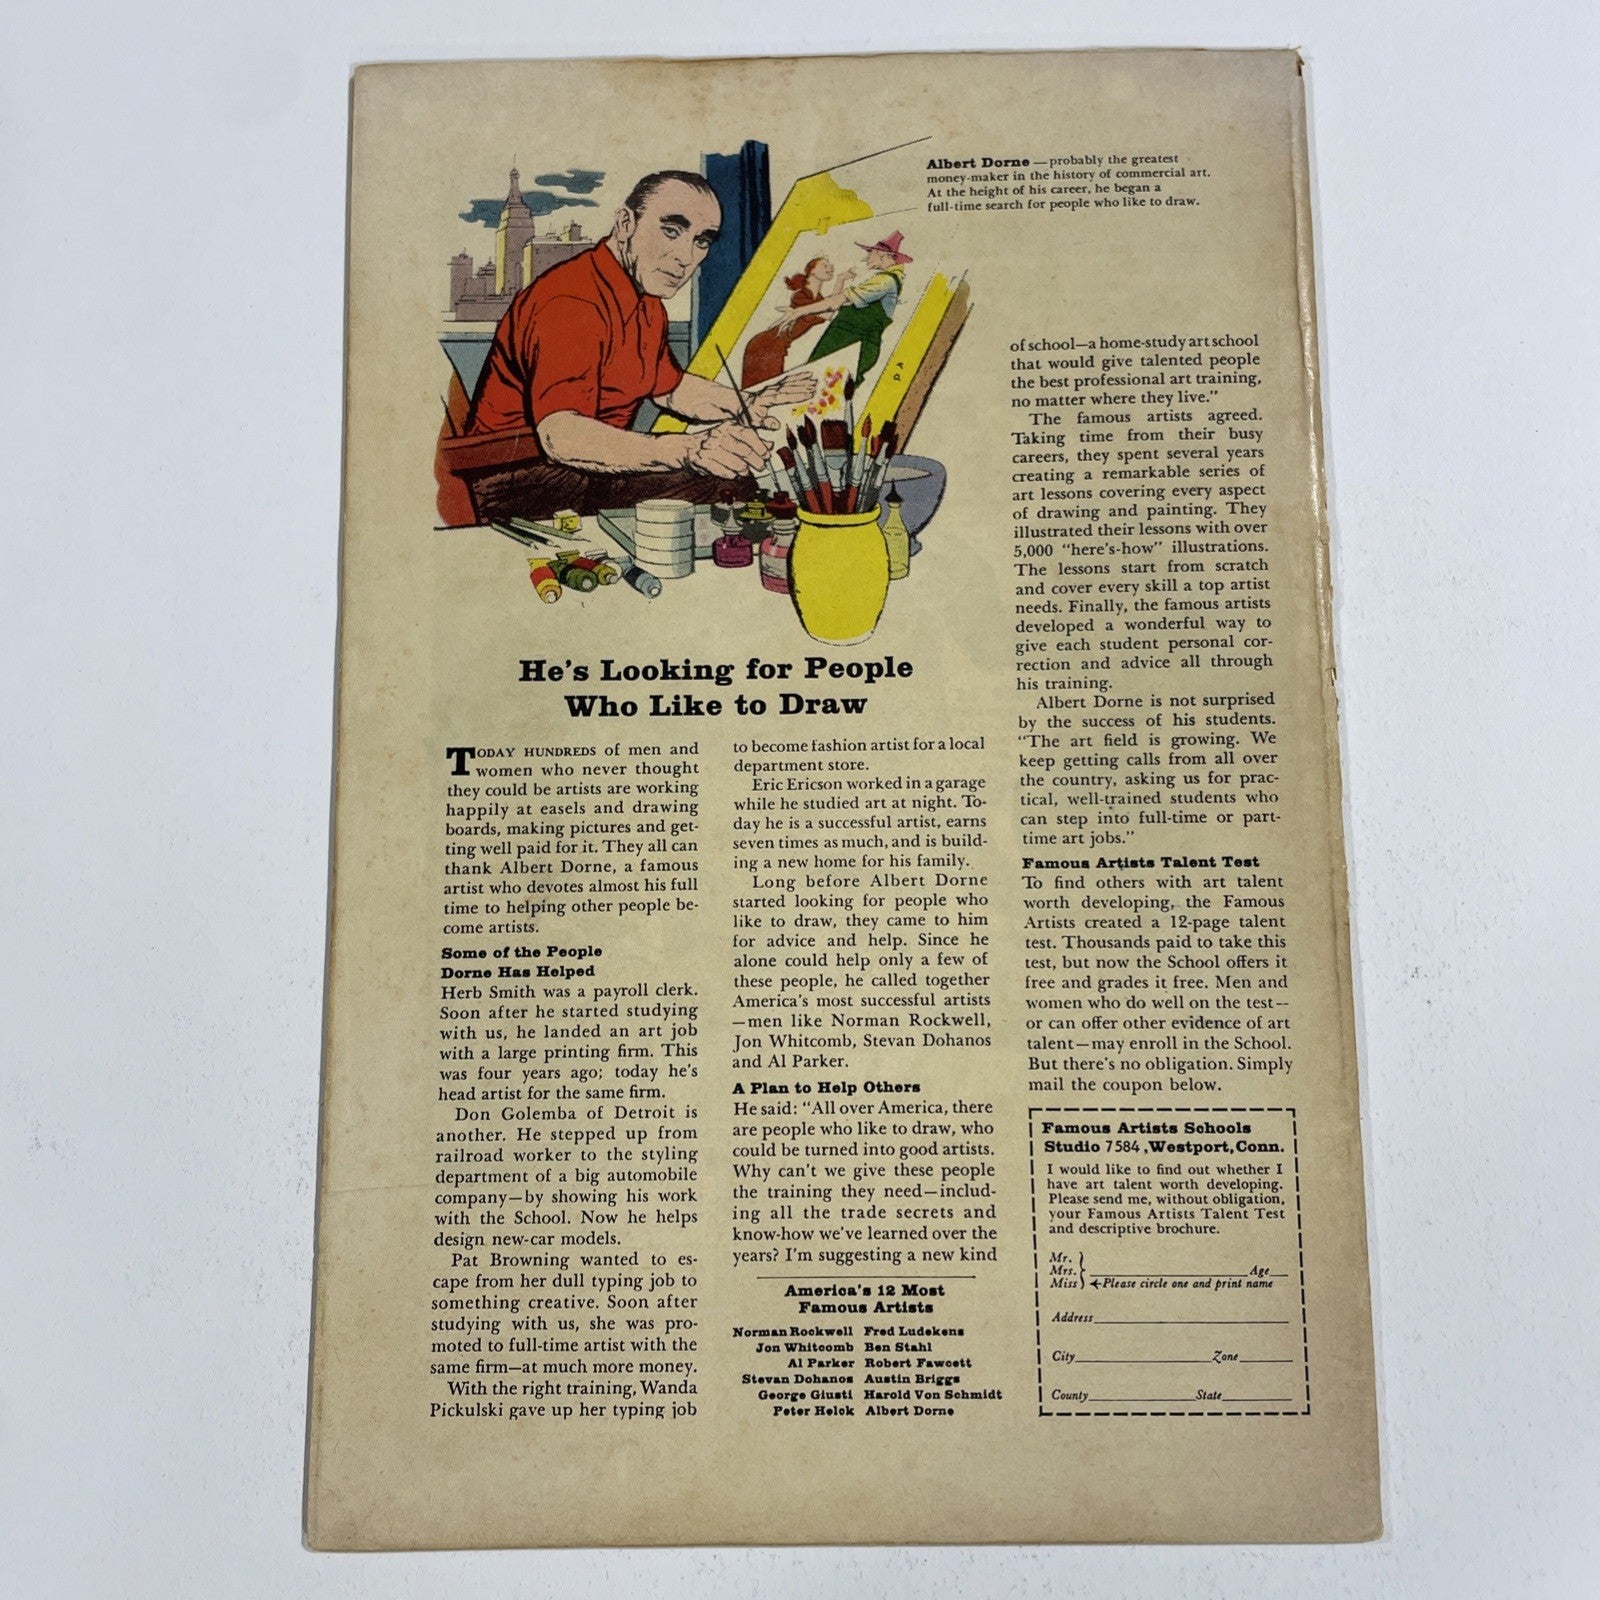 Albert Dorne — probably the greatest
money-maker in the history of commercial art.
At the height of his career, he began a
full-time search for people who like to draw.
He's Looking for People
Who Like to Draw
TODAY HUNDREDS of men and
women who never thought
they could be artists are working
happily at easels and drawing
boards, making pictures and get-
ting well paid for it. They all can
thank Albert Dorne, a famous
artist who devotes almost his full
time to helping other people be-
come artists.
Some of the People
Dorne Has Helped
Herb Smith was a payroll clerk.
Soon after he started studying
with us, he landed an art job
with a large printing firm. This
was four years ago; today he's
head artist for the same firm.
Don Golemba of Detroit is
another. He stepped up from
railroad worker to the styling
department of a big automobile
company—by showing his work
with the School. Now he helps
design new-car models.
Pat Browning wanted to es-
cape from her dull typing job to
something creative. Soon after
studying with us, she was pro-
moted to full-time artist with the
same firm—at much more money.
With the right training, Wanda
Pickulski gave up her typing job
to become fashion artist for a local
department store.
Eric Ericson worked in a garage
while he studied art at night. To-
day he is a successful artist, earns
seven times as much, and is build-
ing a new home for his family.
Long before Albert Dorne
started looking for people who
like to draw, they came to him
for advice and help. Since he
alone could help only a few of
these people, he called together
America's most successful artists
—men like Norman Rockwell,
Jon Whitcomb, Stevan Dohanos
and Al Parker.
A Plan to Help Others
He said: "All over America, there
are people who like to draw, who
could be turned into good artists.
Why can't we give these people
the training they need—includ-
ing all the trade secrets and
know-how we've learned over the
years? I'm suggesting a new kind
America's 12 Most
Famous Artists
Norman Rockwell Fred Ludekens
Jon Whitcomb Ben Stahl
Al Parker Robert Fawcett
Stevan Dohanos Austin Briggs
George Giusti Harold Von Schmidt
Peter Helck Albert Dorne
of school—a home-study art school
that would give talented people
the best professional art training,
no matter where they live."
The famous artists agreed.
Taking time from their busy
careers, they spent several years
creating a remarkable series of
art lessons covering every aspect
of drawing and painting. They
illustrated their lessons with over
5,000 "here's-how" illustrations.
The lessons start from scratch
and cover every skill a top artist
needs. Finally, the famous artists
developed a wonderful way to
give each student personal cor-
rection and advice all through
his training.
Albert Dorne is not surprised
by the success of his students.
"The art field is growing. We
keep getting calls from all over
the country, asking us for prac-
tical, well-trained students who
can step into full-time or part-
time art jobs."
Famous Artists Talent Test
To find others with art talent
worth developing, the Famous
Artists created a 12-page talent
test. Thousands paid to take this
test, but now the School offers it
free and grades it free. Men and
women who do well on the test—
or can offer other evidence of art
talent—may enroll in the School.
But there's no obligation. Simply
mail the coupon below.
Famous Artists Schools
Studio 7584, Westport, Conn.
I would like to find out whether I
have art talent worth developing.
Please send me, without obligation,
your Famous Artists Talent Test
and descriptive brochure.
Mr.
Mrs. Age
Miss ←Please circle one and print name
Address
City Zone
County State